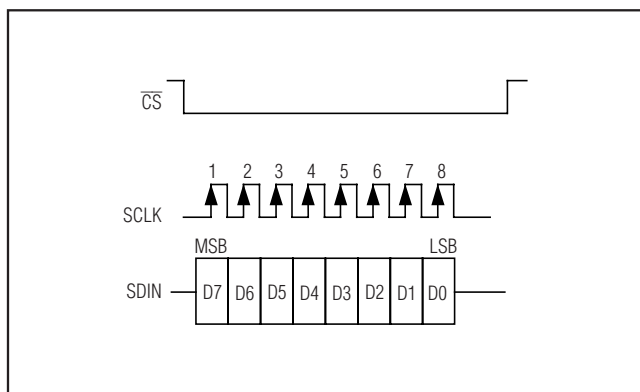 C̅S̅
1 2 3 4 5 6 7 8
SCLK
MSB LSB
SDIN D7 D6 D5 D4 D3 D2 D1 D0